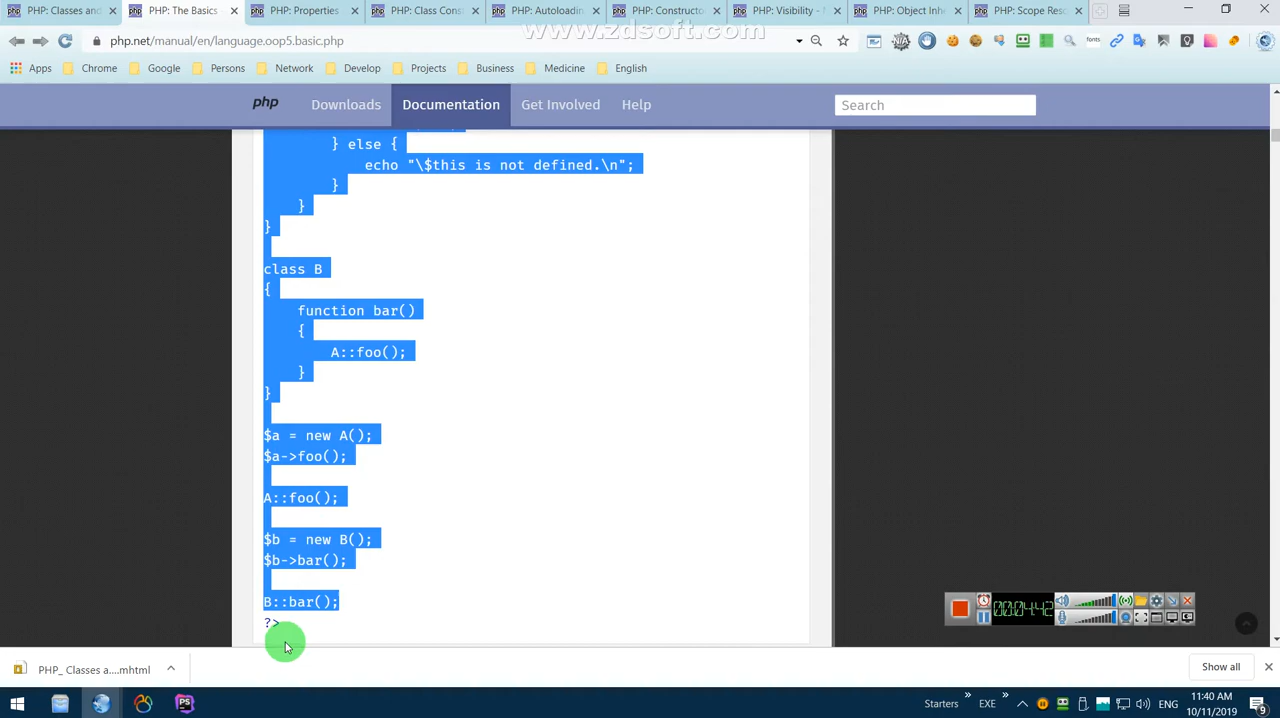 PHP: Classes and
PHP: The Basics
PHP: Properties
PHP: Class Cons
PHP: Autoloadin
PHP: Constructo
PHP: Visibility -
PHP: Object Inh
PHP: Scope Res
www.zdsoft.com
php.net/manual/en/language.oop5.basic.php
fonts
Apps
Chrome
Google
Persons
Network
Develop
Projects
Business
Medicine
English
php
Downloads
Documentation
Get Involved
Help
Search
} else {
echo "\$this is not defined.\n";
}
}
}
class B
{
function bar()
{
A::foo();
}
}
$a = new A();
$a->foo();
A::foo();
$b = new B();
$b->bar();
B::bar();
?>
00:04:42
PHP_ Classes a....mhtml
Show all
Starters
EXE
ENG
11:40 AM
10/11/2019